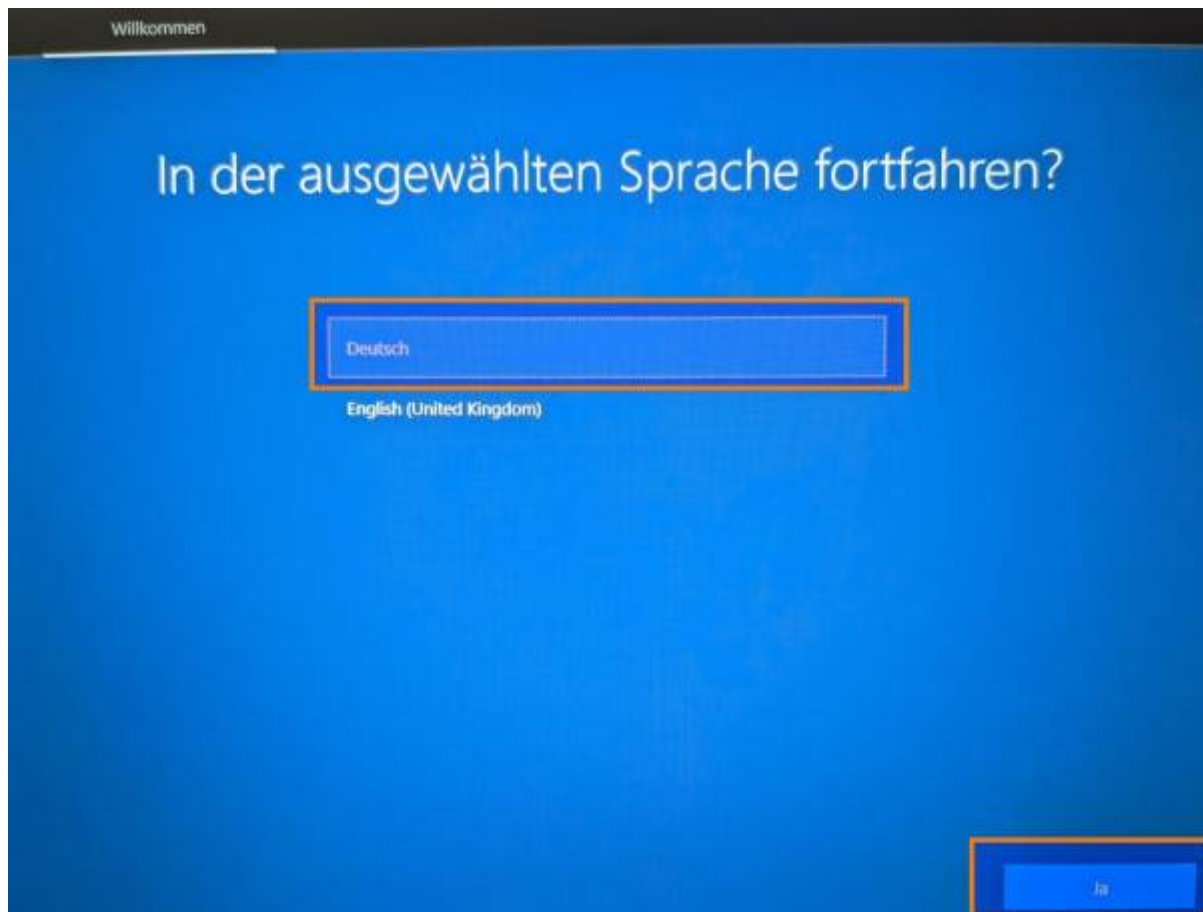 Willkommen
In der ausgewählten Sprache fortfahren?
Deutsch
English (United Kingdom)
Ja